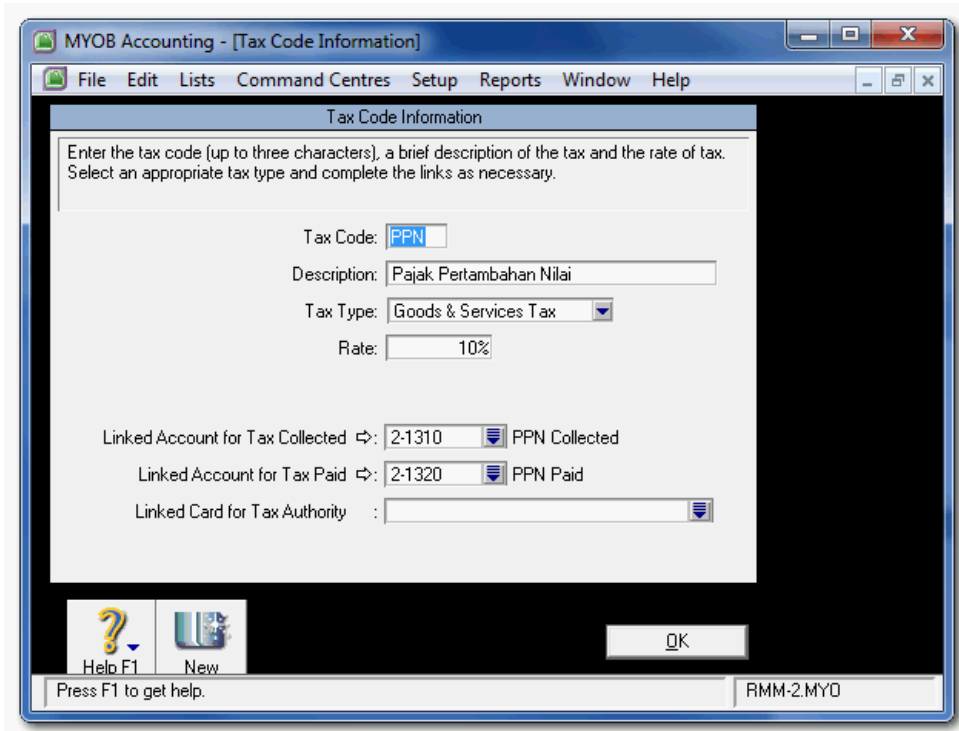 MYOB Accounting - [Tax Code Information]
File Edit Lists Command Centres Setup Reports Window Help
Tax Code Information
Enter the tax code (up to three characters), a brief description of the tax and the rate of tax.
Select an appropriate tax type and complete the links as necessary.
Tax Code: PPN
Description: Pajak Pertambahan Nilai
Tax Type: Goods & Services Tax
Rate: 10%
Linked Account for Tax Collected ⇨: 2-1310 PPN Collected
Linked Account for Tax Paid ⇨: 2-1320 PPN Paid
Linked Card for Tax Authority :
Help F1 New
OK
Press F1 to get help. RMM-2.MYO